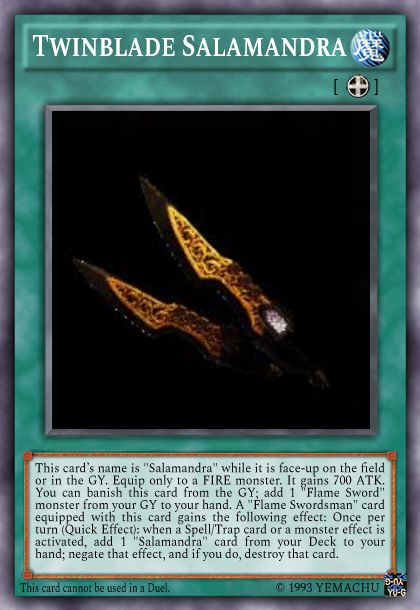 TWINBLADE SALAMANDRA
魔
[ ]
This card's name is "Salamandra" while it is face-up on the field
or in the GY. Equip only to a FIRE monster. It gains 700 ATK.
You can banish this card from the GY; add 1 "Flame Sword"
monster from your GY to your hand. A "Flame Swordsman" card
equipped with this card gains the following effect: Once per
turn (Quick Effect): when a Spell/Trap card or a monster effect is
activated, add 1 "Salamandra" card from your Deck to your
hand; negate that effect, and if you do, destroy that card.
This card cannot be used in a Duel.
© 1993 YEMACHU